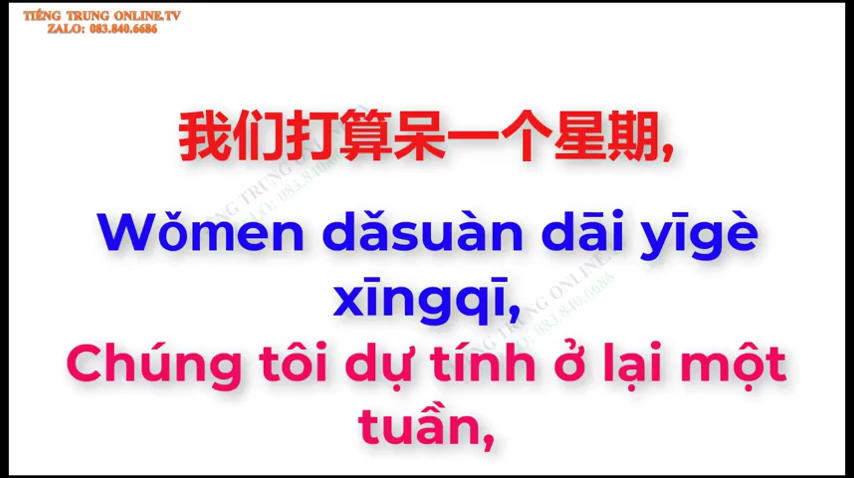 TIẾNG TRUNG ONLINE.TV
ZALO: 083.840.6686
我们打算呆一个星期,
Wǒmen dǎsuàn dāi yīgè
xīngqī,
Chúng tôi dự tính ở lại một
tuần,